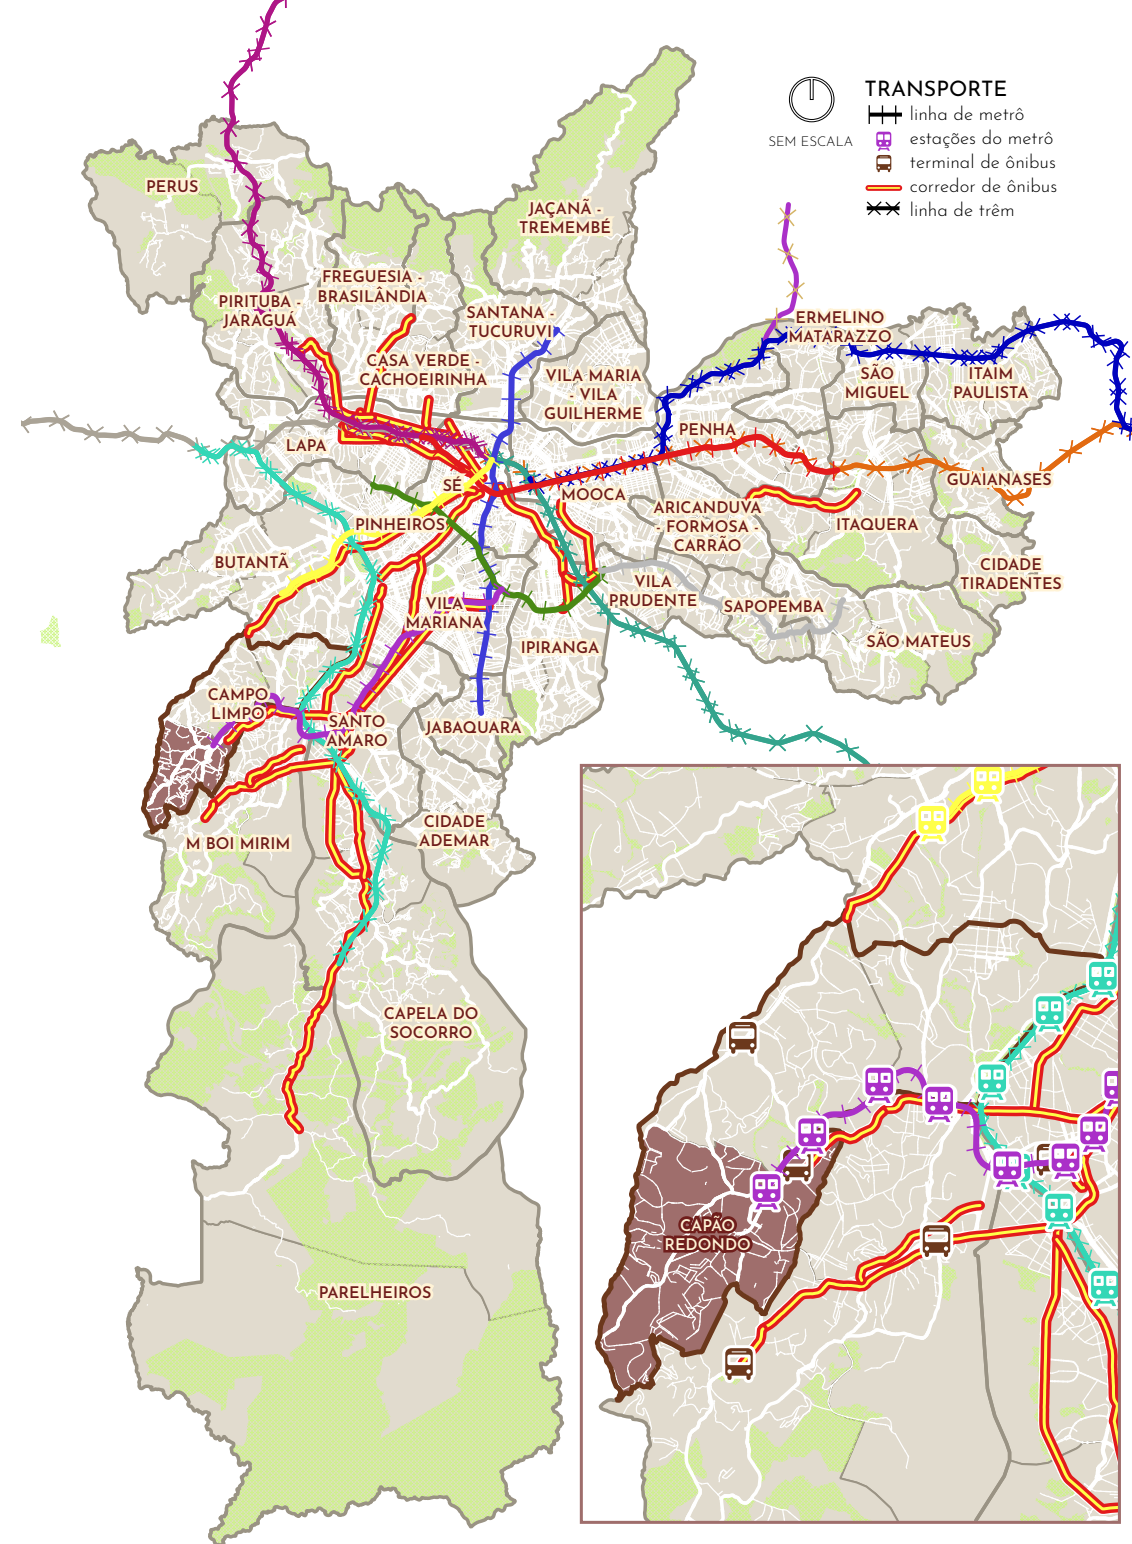 TRANSPORTE
linha de metrô
SEM ESCALA
estações do metrô
terminal de ônibus
corredor de ônibus
linha de trêm
PERUS
JAÇANÃ -
TREMEMBÉ
FREGUESIA -
BRASILÂNDIA
PIRITUBA -
JARAGUÁ
SANTANA -
TUCURUVI
ERMELINO
MATARAZZO
CASA VERDE -
CACHOEIRINHA
VILA MARIA
- VILA
GUILHERME
SÃO
MIGUEL
ITAIM
PAULISTA
LAPA
PENHA
SÉ
MOOCA
GUAIANASES
PINHEIROS
ARICANDUVA
- FORMOSA -
CARRÃO
ITAQUERA
BUTANTÃ
CIDADE
TIRADENTES
VILA
PRUDENTE
VILA
MARIANA
SAPOPEMBA
IPIRANGA
SÃO MATEUS
CAMPO
LIMPO
SANTO
AMARO
JABAQUARA
M BOI MIRIM
CIDADE
ADEMAR
CAPELA DO
SOCORRO
CAPÃO
REDONDO
PARELHEIROS